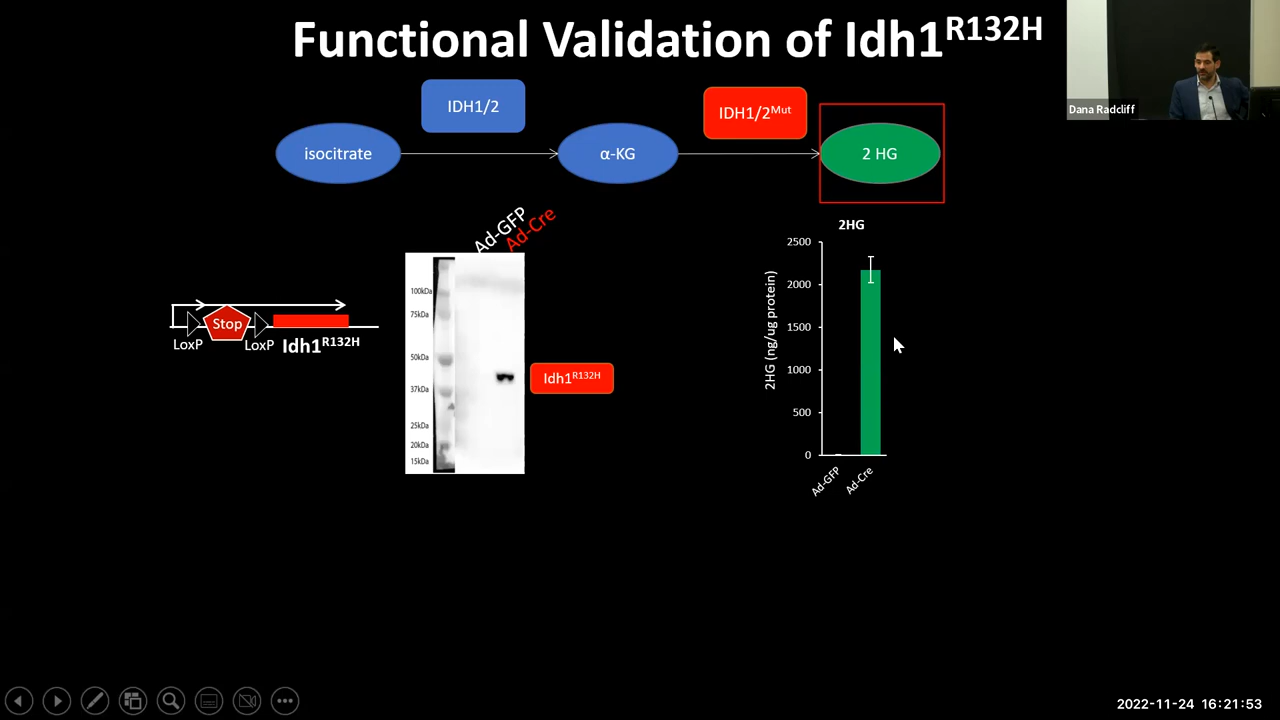 Functional Validation of Idh1R132H
Dana Radcliff
IDH1/2
IDH1/2Mut
isocitrate
α-KG
2 HG
Ad-GFP
Ad-Cre
2HG
2500
2000
1500
1000
500
0
2HG (ng/ug protein)
Ad-GFP
Ad-Cre
100kDa
75kDa
50kDa
37kDa
25kDa
20kDa
15kDa
Stop
LoxP
LoxP
Idh1R132H
Idh1R132H
2022-11-24 16:21:53